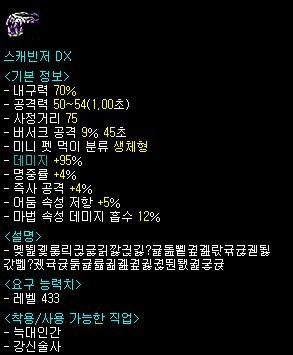 스캐빈저 DX
<기본 정보>
- 내구력 70%
- 공격력 50~54(1,00초)
- 사정거리 75
- 버서크 공격 9% 45초
- 미니 펫 먹이 분류 생체형
- 데미지 +95%
- 명중률 +4%
- 즉사 공격 +4%
- 어둠 속성 저항 +5%
- 마법 속성 데미지 흡수 12%
<설명>
<요구 능력치>
- 레벨 433
<착용/사용 가능한 직업>
- 늑대인간
- 강신술사